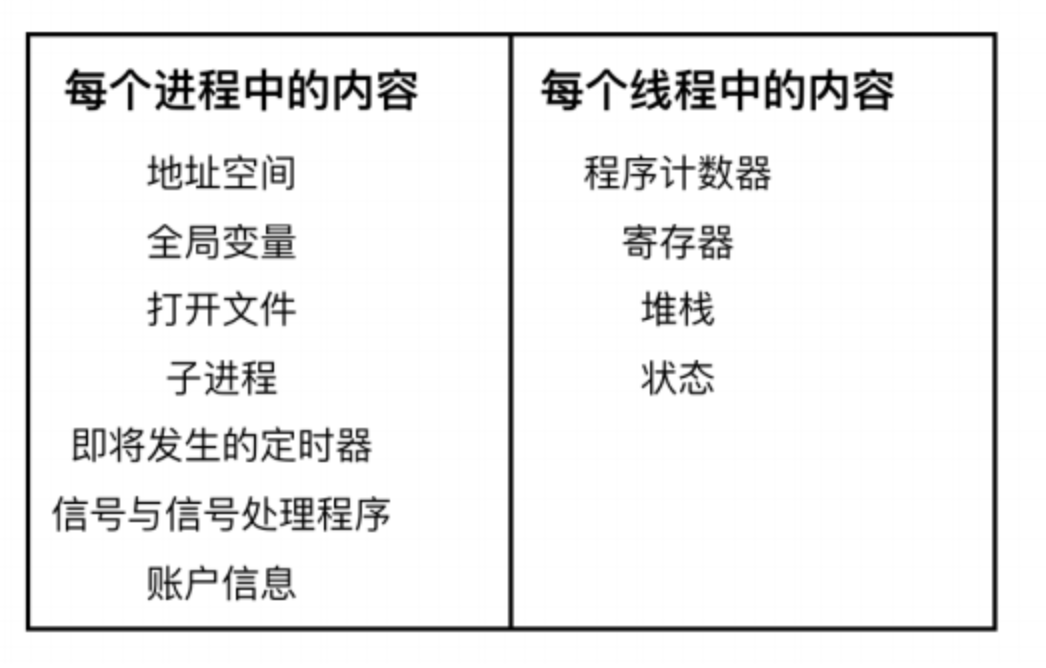 每个进程中的内容
地址空间
全局变量
打开文件
子进程
即将发生的定时器
信号与信号处理程序
账户信息
每个线程中的内容
程序计数器
寄存器
堆栈
状态